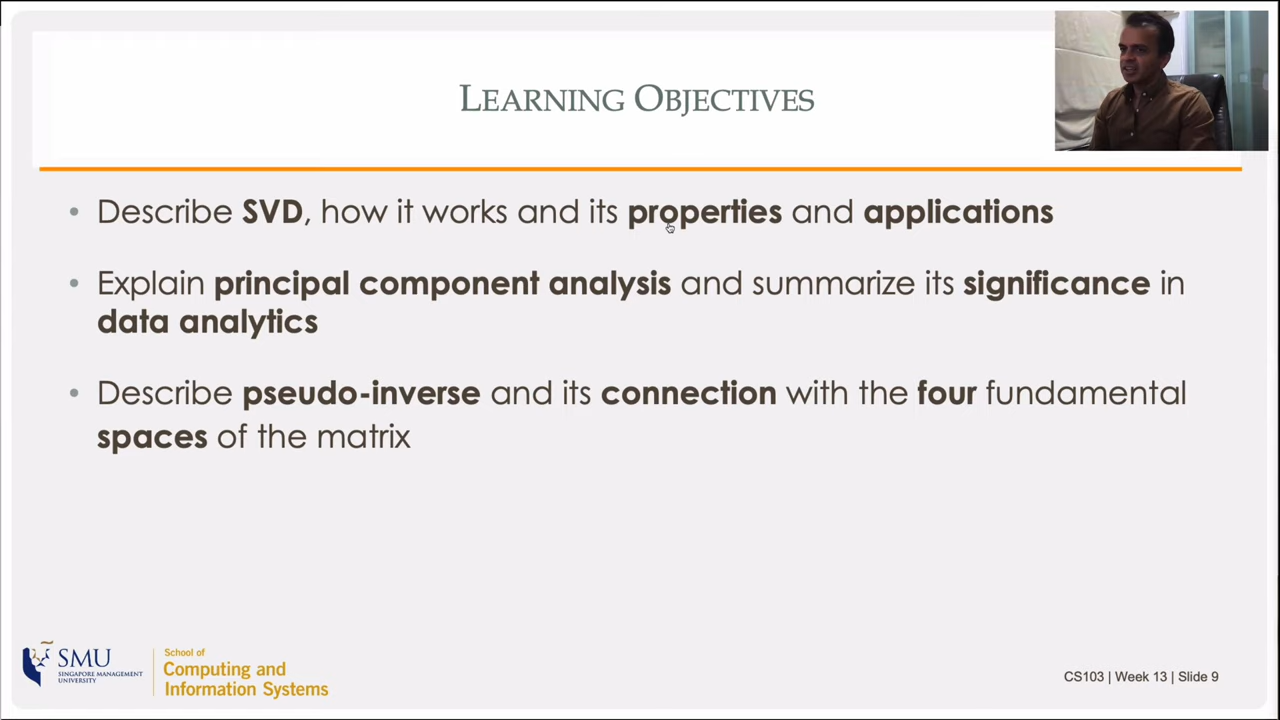 LEARNING OBJECTIVES
• Describe SVD, how it works and its properties and applications
• Explain principal component analysis and summarize its significance in
data analytics
• Describe pseudo-inverse and its connection with the four fundamental
spaces of the matrix
SMU
SINGAPORE MANAGEMENT
UNIVERSITY
School of
Computing and
Information Systems
CS103 | Week 13 | Slide 9